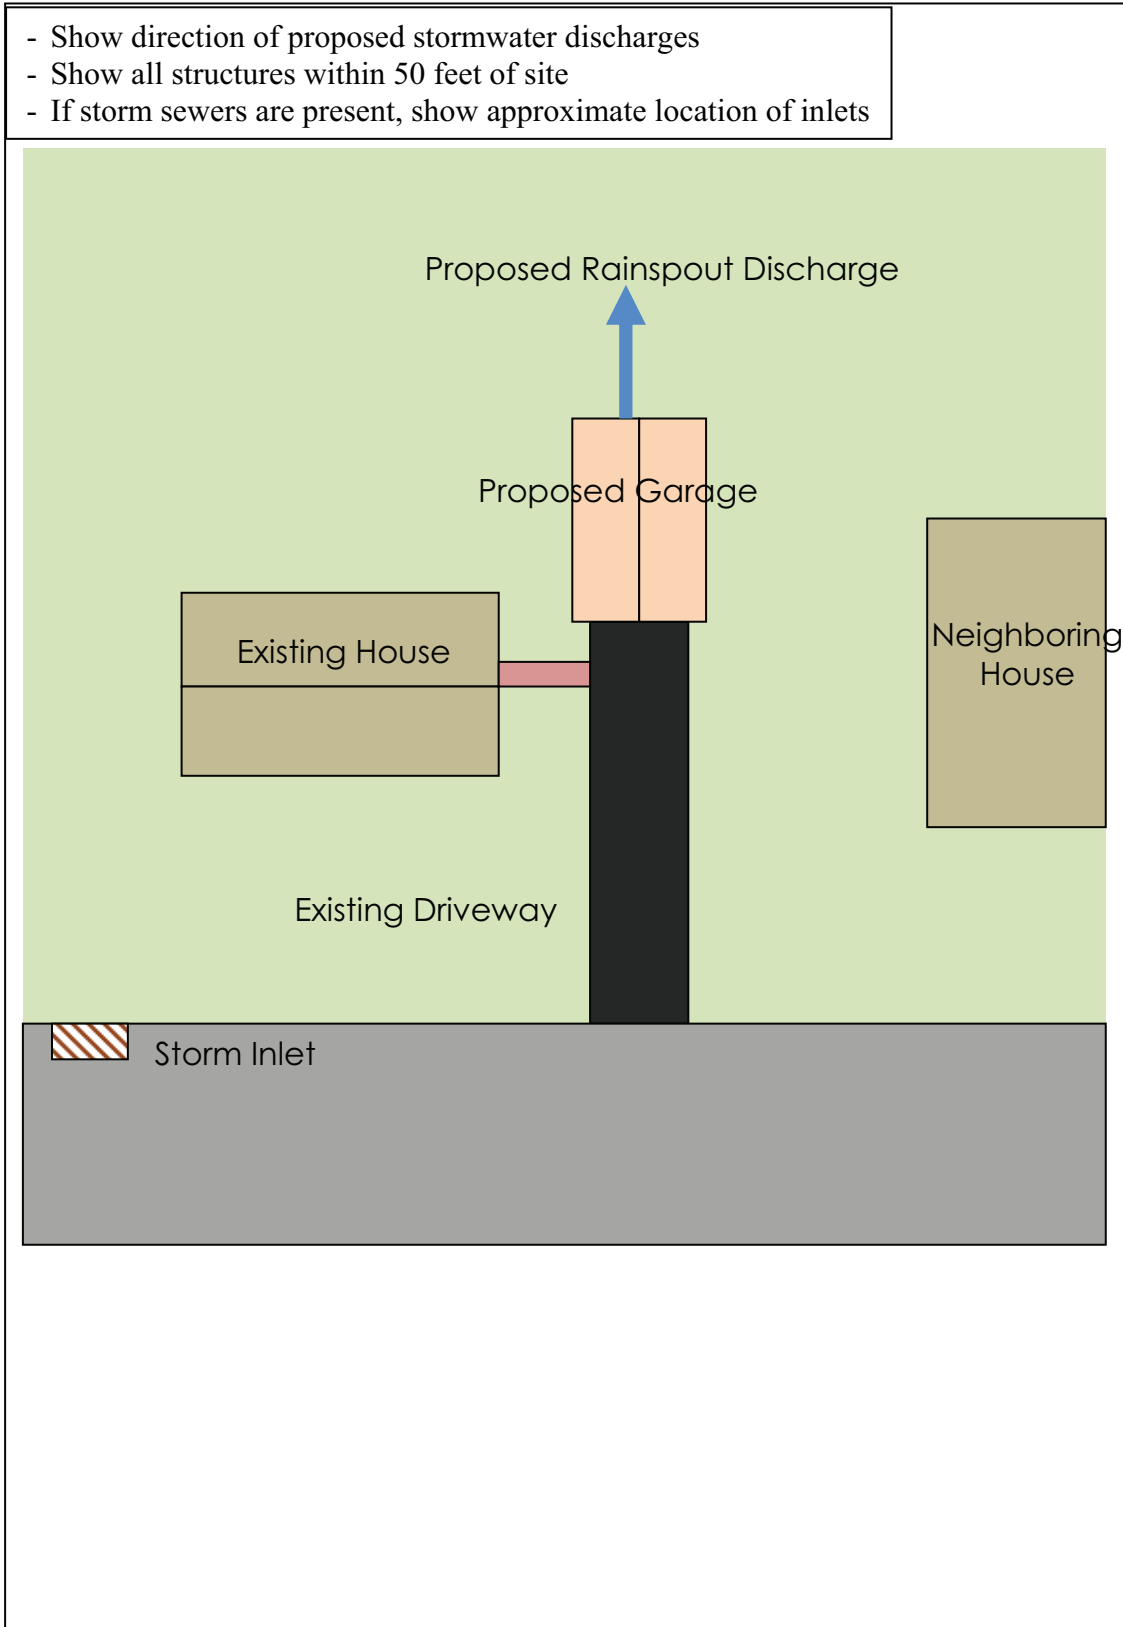 - Show direction of proposed stormwater discharges
- Show all structures within 50 feet of site
- If storm sewers are present, show approximate location of inlets
Proposed Rainspout Discharge
Proposed Garage
Existing House
Neighboring
House
Existing Driveway
Storm Inlet